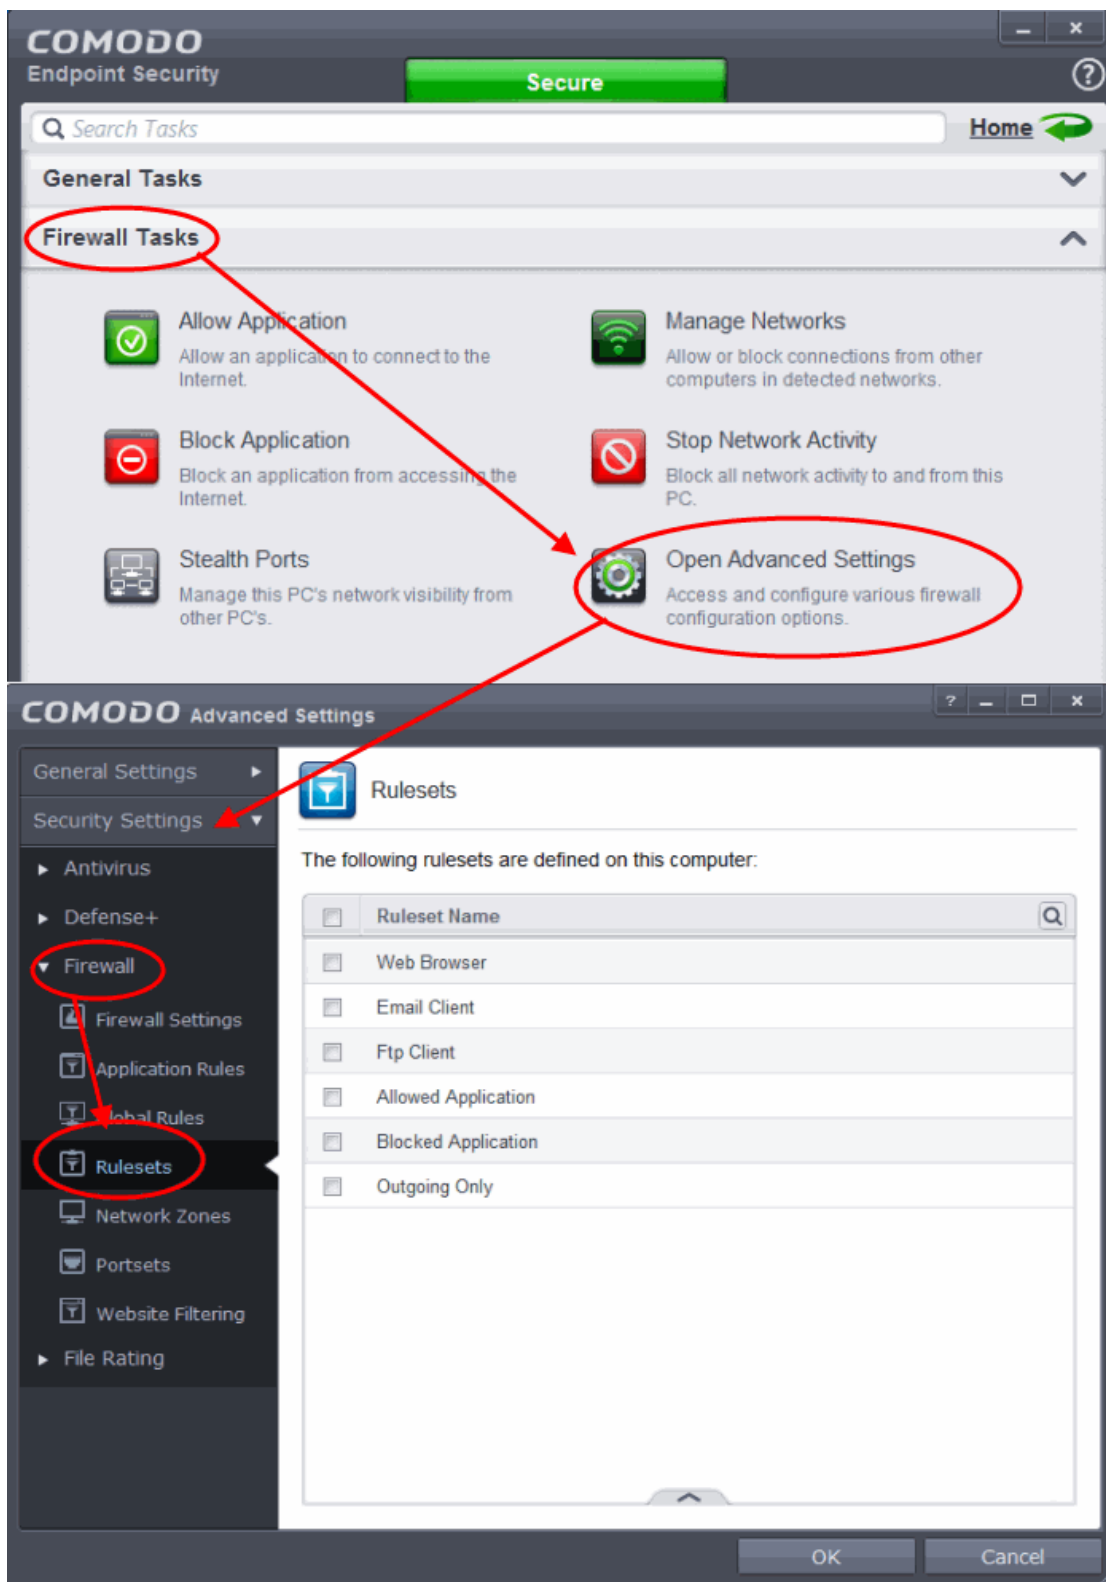 COMODO
Endpoint Security
Secure
?
Search Tasks
Home
General Tasks
Firewall Tasks
Allow Application
Allow an application to connect to the
Internet.
Manage Networks
Allow or block connections from other
computers in detected networks.
Block Application
Block an application from accessing the
Internet.
Stop Network Activity
Block all network activity to and from this
PC.
Stealth Ports
Manage this PC's network visibility from
other PC's.
Open Advanced Settings
Access and configure various firewall
configuration options.
COMODO Advanced Settings
?
General Settings
Security Settings
Antivirus
Defense+
Firewall
Firewall Settings
Application Rules
Global Rules
Rulesets
Network Zones
Portsets
Website Filtering
File Rating
Rulesets
The following rulesets are defined on this computer:
Ruleset Name
Web Browser
Email Client
Ftp Client
Allowed Application
Blocked Application
Outgoing Only
OK
Cancel